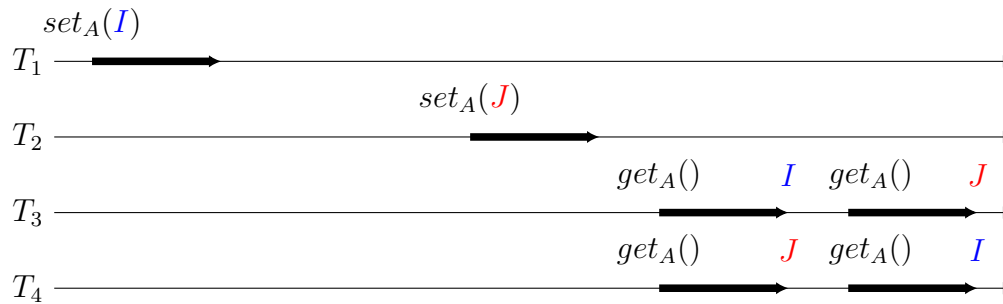 set_A(I)
T_1
set_A(J)
T_2
get_A() I get_A() J
T_3
get_A() J get_A() I
T_4